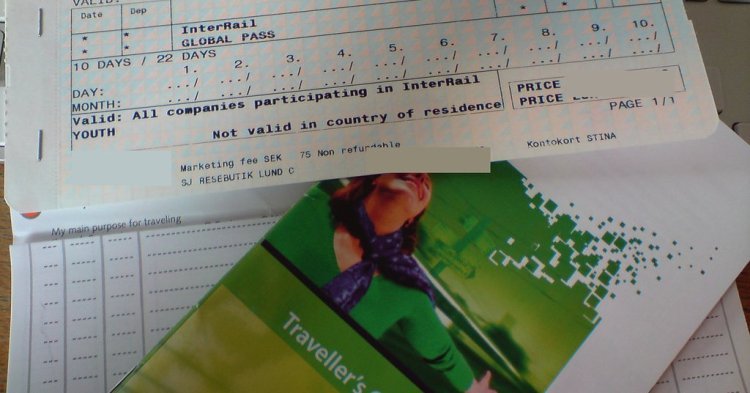 VALID:
Date Dep
* * InterRail * *
* * GLOBAL PASS
10 DAYS / 22 DAYS
1. 2. 3. 4. 5. 6. 7. 8. 9. 10.
DAY: .../ .../ .../ .../ .../ .../ .../ .../ .../ .../
MONTH: .../ .../ .../ .../ .../ .../ .../ .../ .../ .../
Valid: All companies participating in InterRail
YOUTH Not valid in country of residence
PRICE
PRICE
PAGE 1/1
Marketing fee SEK 75 Non refundable
SJ RESEBUTIK LUND C
Kontokort STINA
My main purpose for traveling
Traveller's